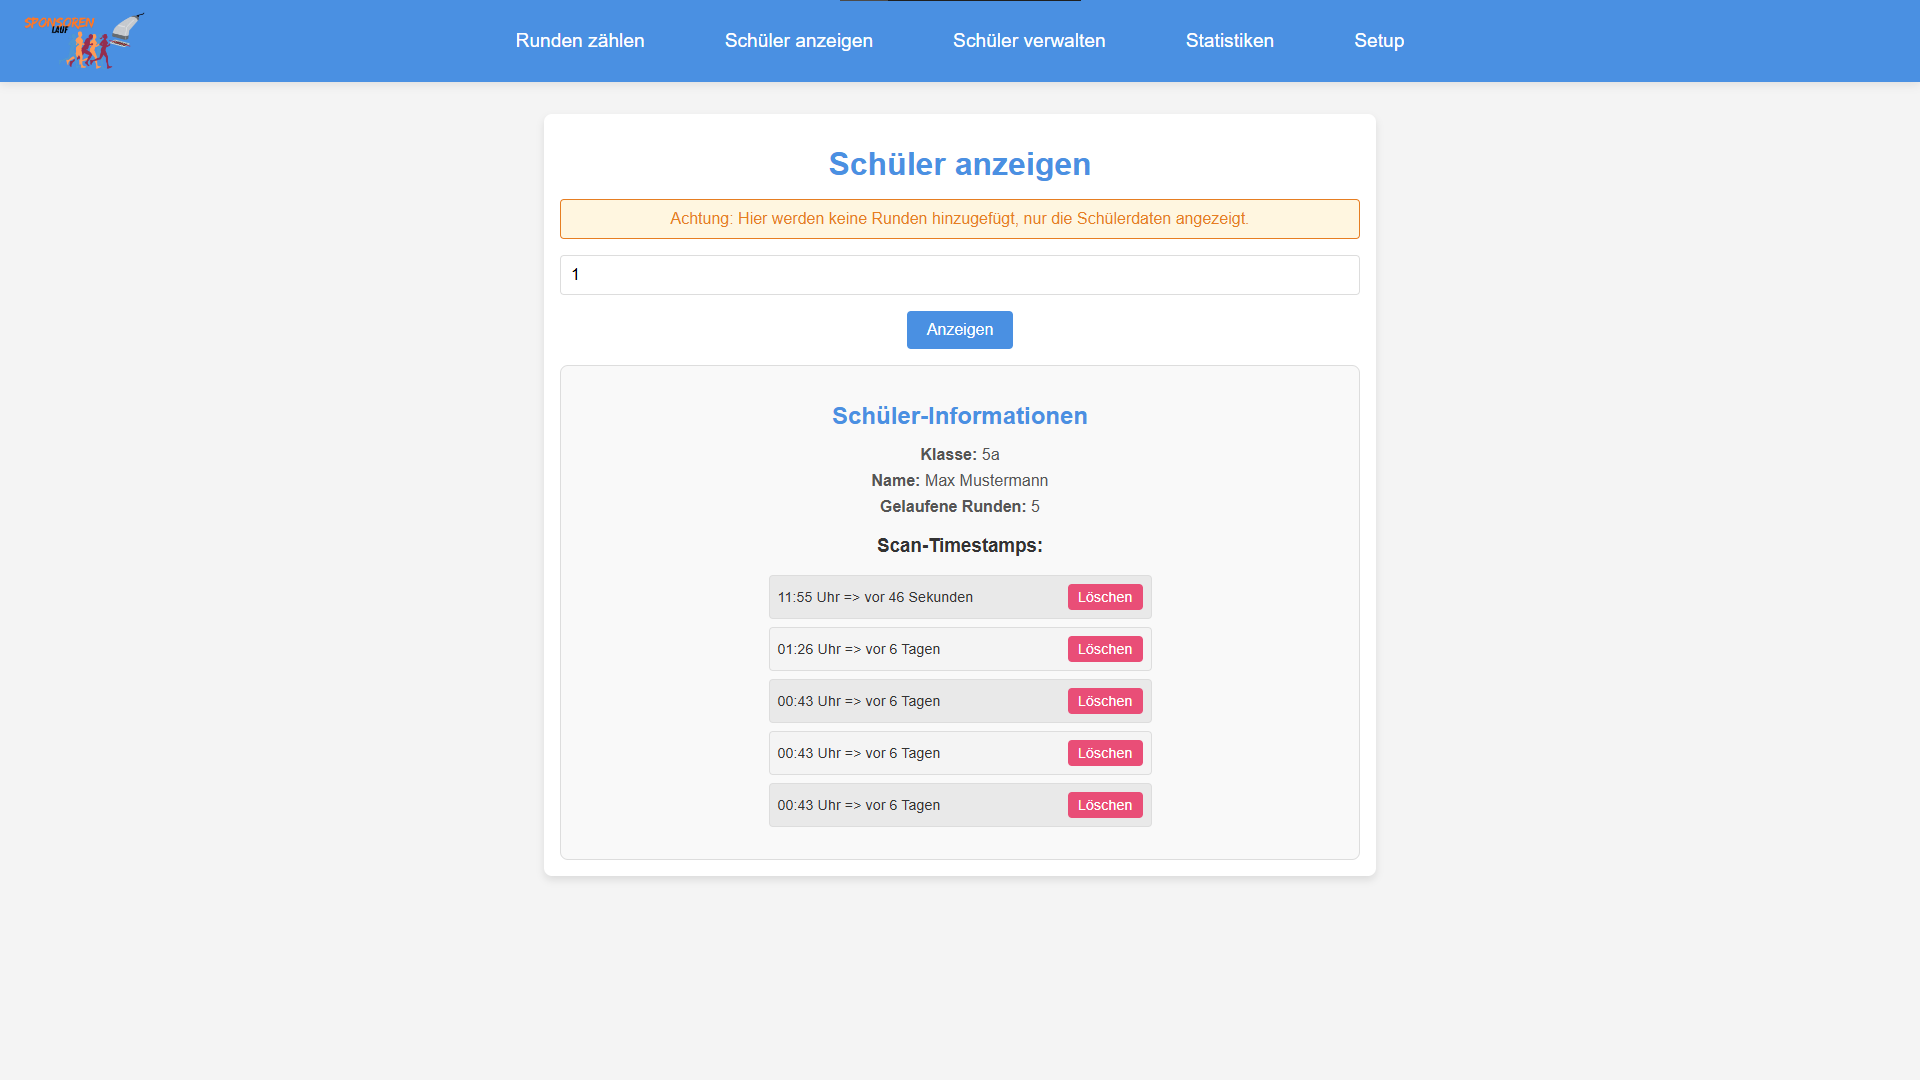 SPONSOREN
LAUF
Runden zählen
Schüler anzeigen
Schüler verwalten
Statistiken
Setup
Schüler anzeigen
Achtung: Hier werden keine Runden hinzugefügt, nur die Schülerdaten angezeigt.
1
Anzeigen
Schüler-Informationen
Klasse: 5a
Name: Max Mustermann
Gelaufene Runden: 5
Scan-Timestamps:
11:55 Uhr => vor 46 Sekunden Löschen
01:26 Uhr => vor 6 Tagen Löschen
00:43 Uhr => vor 6 Tagen Löschen
00:43 Uhr => vor 6 Tagen Löschen
00:43 Uhr => vor 6 Tagen Löschen